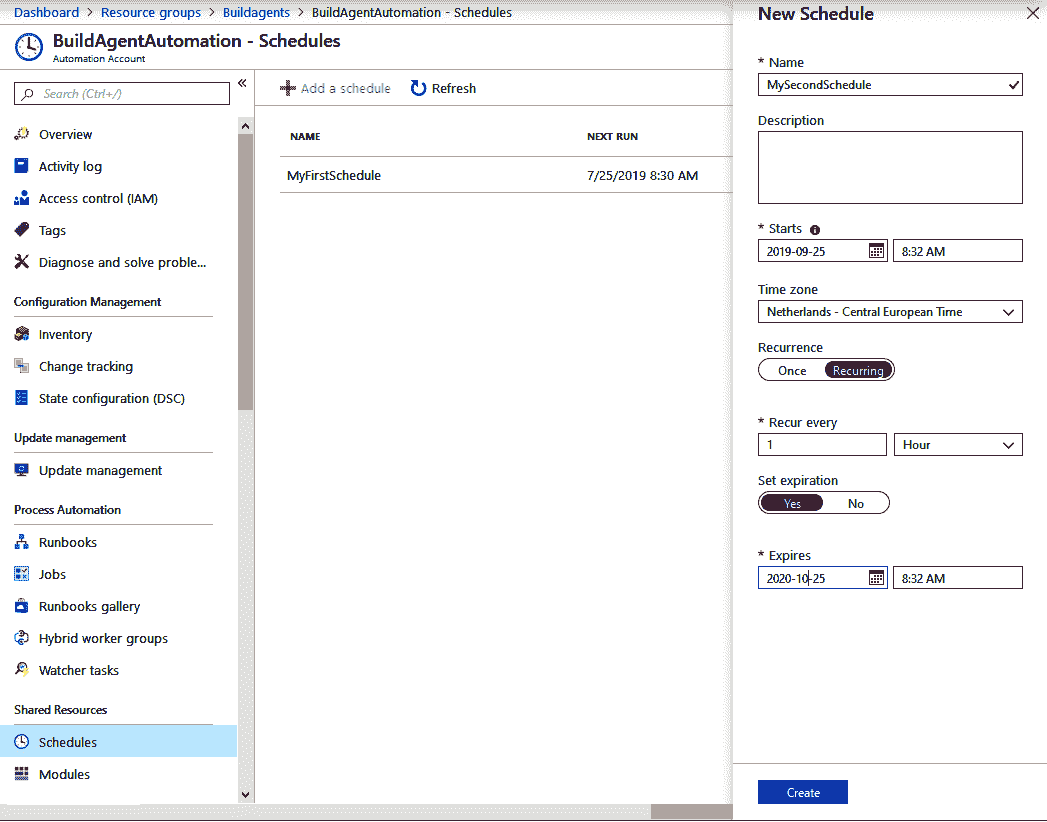 Dashboard > Resource groups > Buildagents > BuildAgentAutomation - Schedules
BuildAgentAutomation - Schedules
Automation Account
Search (Ctrl+/)
Overview
Activity log
Access control (IAM)
Tags
Diagnose and solve proble...
Configuration Management
Inventory
Change tracking
State configuration (DSC)
Update management
Update management
Process Automation
Runbooks
Jobs
Runbooks gallery
Hybrid worker groups
Watcher tasks
Shared Resources
Schedules
Modules
Add a schedule Refresh
NAME NEXT RUN
MyFirstSchedule 7/25/2019 8:30 AM
New Schedule
* Name
MySecondSchedule
Description
* Starts
2019-09-25 8:32 AM
Time zone
Netherlands - Central European Time
Recurrence
Once Recurring
* Recur every
1 Hour
Set expiration
Yes No
* Expires
2020-10-25 8:32 AM
Create